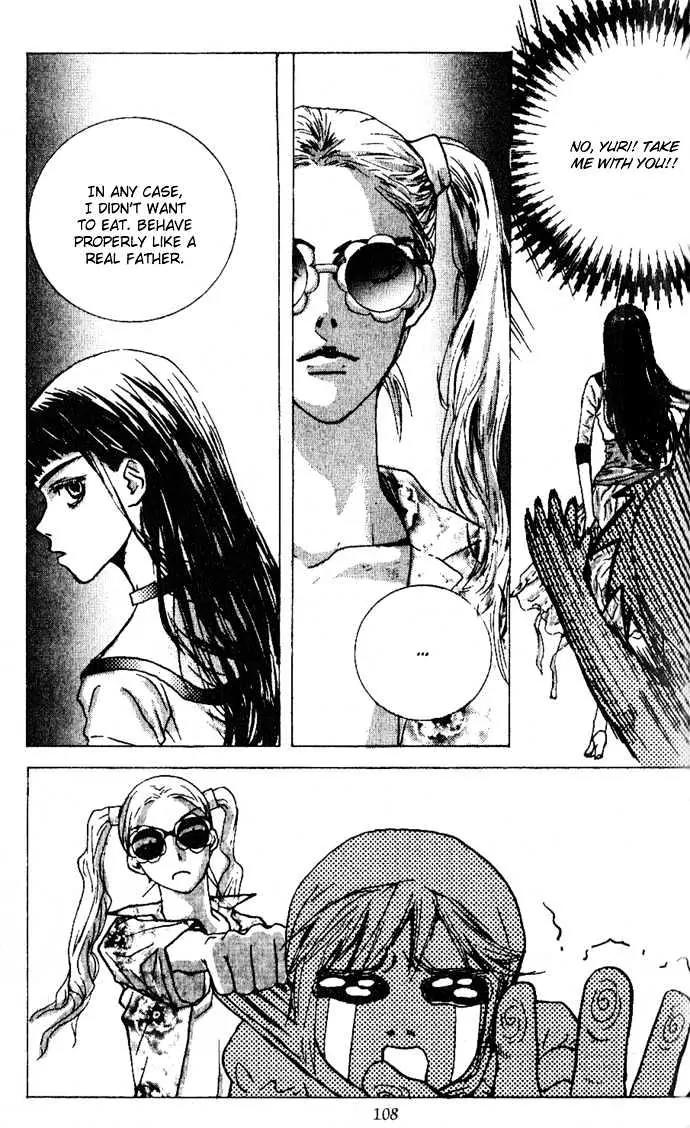 NO, YURI! TAKE
ME WITH YOU!!
...
IN ANY CASE,
I DIDN'T WANT
TO EAT. BEHAVE
PROPERLY LIKE A
REAL FATHER.
108